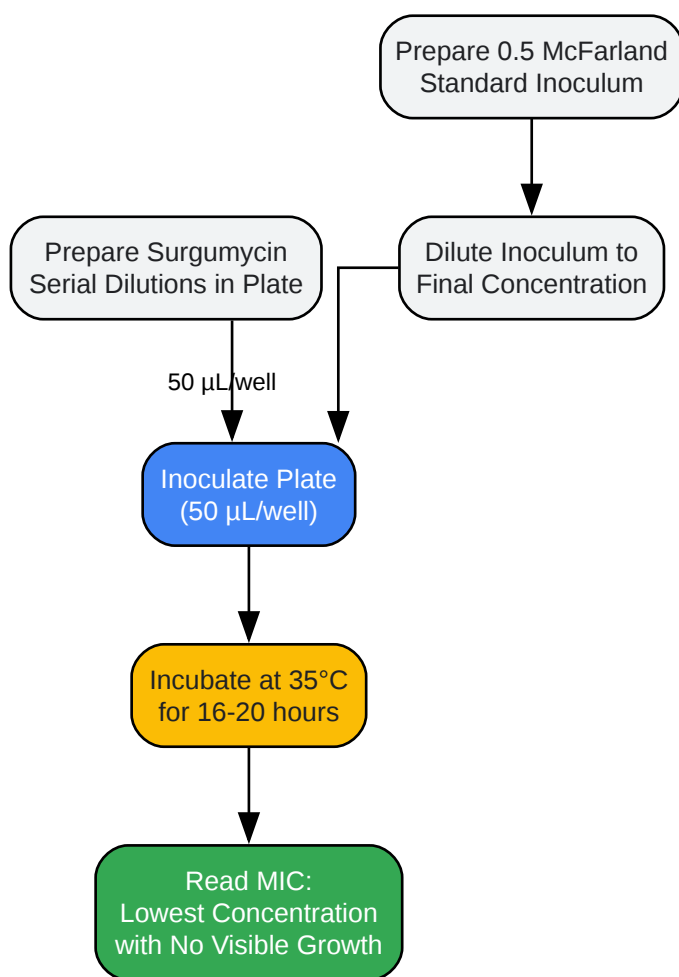 Prepare 0.5 McFarland
Standard Inoculum
Prepare Surgumycin
Serial Dilutions in Plate
Dilute Inoculum to
Final Concentration
50 µL/well
Inoculate Plate
(50 µL/well)
Incubate at 35°C
for 16-20 hours
Read MIC:
Lowest Concentration
with No Visible Growth